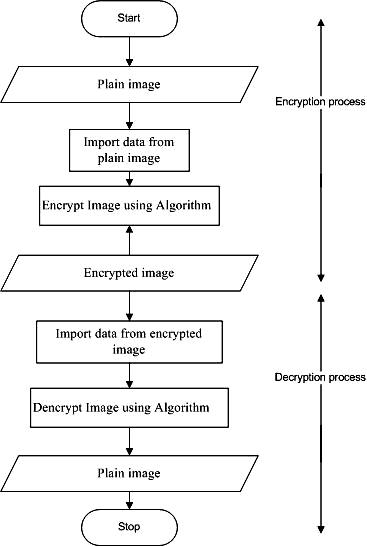 Start
Plain image
Encryption process
Import data from
plain image
Encrypt Image using Algorithm
Encrypted image
Import data from encrypted
image
Decryption process
Dencrypt Image using Algorithm
Plain image
Stop